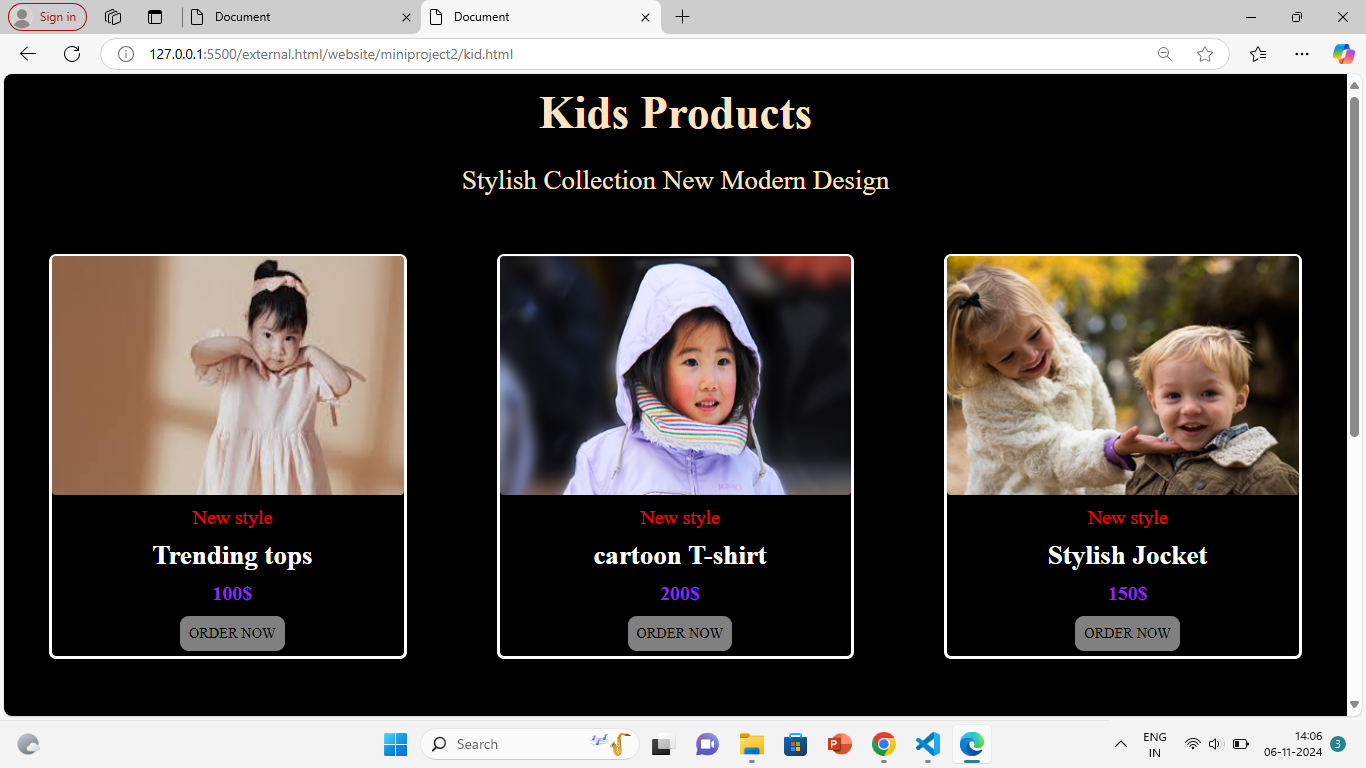 Sign in
Document
Document
127.0.0.1:5500/external.html/website/miniproject2/kid.html
Kids Products
Stylish Collection New Modern Design
New style
Trending tops
100$
ORDER NOW
New style
cartoon T-shirt
200$
ORDER NOW
New style
Stylish Jocket
150$
ORDER NOW
Search
ENG
IN
14:06
06-11-2024
3